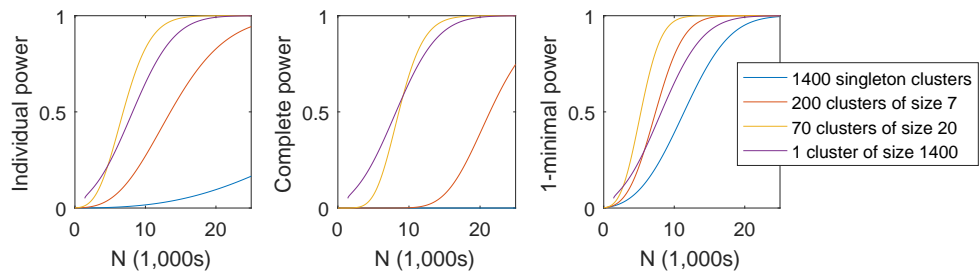 Individual power
1
0.5
0
0 10 20
N (1,000s)
Complete power
1
0.5
0
0 10 20
N (1,000s)
1-minimal power
1
0.5
0
0 10 20
N (1,000s)
1400 singleton clusters
200 clusters of size 7
70 clusters of size 20
1 cluster of size 1400